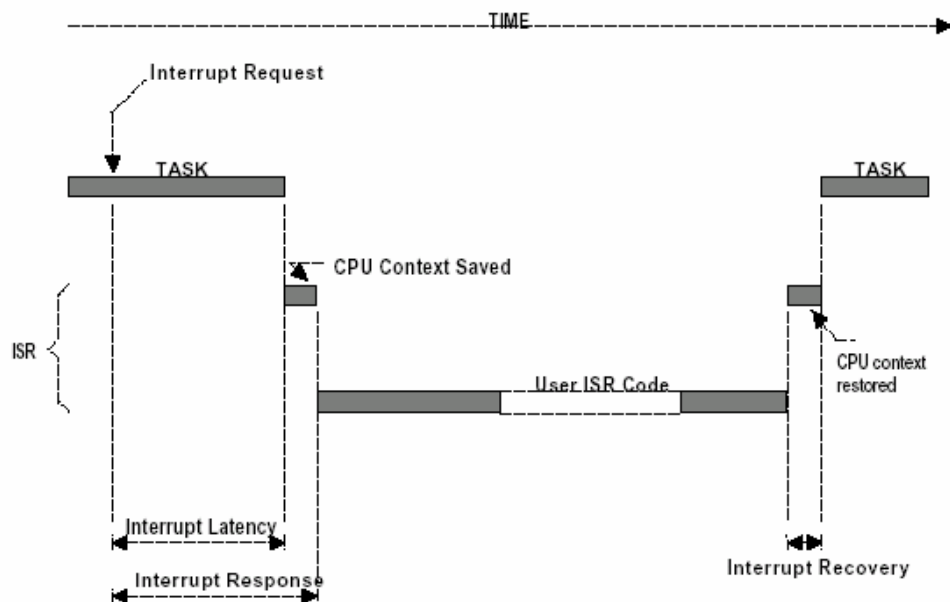 TIME
Interrupt Request
TASK
TASK
CPU Context Saved
ISR
CPU context
restored
User ISR Code
Interrupt Latency
Interrupt Recovery
Interrupt Response